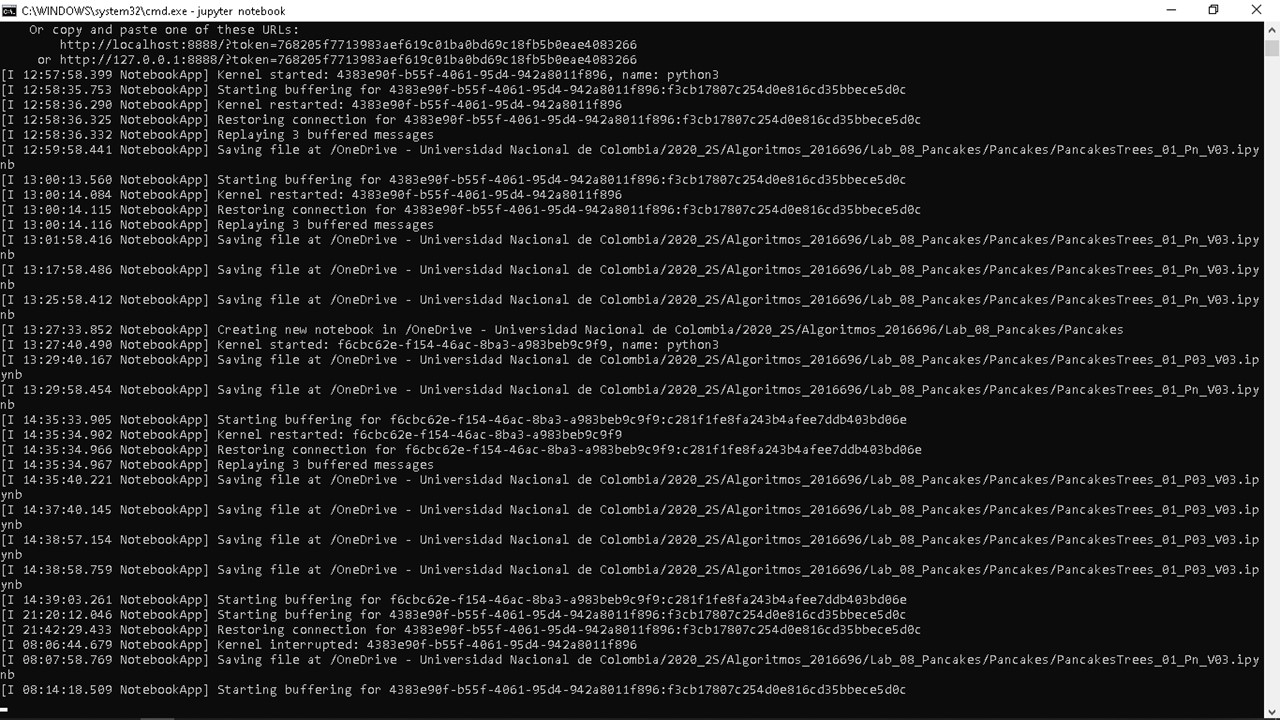 C:\WINDOWS\system32\cmd.exe - jupyter notebook
Or copy and paste one of these URLs:
http://localhost:8888/?token=768205f7713983aef619c01ba0bd69c18fb5b0eae4083266
or http://127.0.0.1:8888/?token=768205f7713983aef619c01ba0bd69c18fb5b0eae4083266
[I 12:57:58.399 NotebookApp] Kernel started: 4383e90f-b55f-4061-95d4-942a8011f896, name: python3
[I 12:58:35.753 NotebookApp] Starting buffering for 4383e90f-b55f-4061-95d4-942a8011f896:f3cb17807c254d0e816cd35bbece5d0c
[I 12:58:36.290 NotebookApp] Kernel restarted: 4383e90f-b55f-4061-95d4-942a8011f896
[I 12:58:36.325 NotebookApp] Restoring connection for 4383e90f-b55f-4061-95d4-942a8011f896:f3cb17807c254d0e816cd35bbece5d0c
[I 12:58:36.332 NotebookApp] Replaying 3 buffered messages
[I 12:59:58.441 NotebookApp] Saving file at /OneDrive - Universidad Nacional de Colombia/2020_2S/Algoritmos_2016696/Lab_08_Pancakes/Pancakes/PancakesTrees_01_Pn_V03.ipy
nb
[I 13:00:13.560 NotebookApp] Starting buffering for 4383e90f-b55f-4061-95d4-942a8011f896:f3cb17807c254d0e816cd35bbece5d0c
[I 13:00:14.084 NotebookApp] Kernel restarted: 4383e90f-b55f-4061-95d4-942a8011f896
[I 13:00:14.115 NotebookApp] Restoring connection for 4383e90f-b55f-4061-95d4-942a8011f896:f3cb17807c254d0e816cd35bbece5d0c
[I 13:00:14.116 NotebookApp] Replaying 3 buffered messages
[I 13:01:58.416 NotebookApp] Saving file at /OneDrive - Universidad Nacional de Colombia/2020_2S/Algoritmos_2016696/Lab_08_Pancakes/Pancakes/PancakesTrees_01_Pn_V03.ipy
nb
[I 13:17:58.486 NotebookApp] Saving file at /OneDrive - Universidad Nacional de Colombia/2020_2S/Algoritmos_2016696/Lab_08_Pancakes/Pancakes/PancakesTrees_01_Pn_V03.ipy
nb
[I 13:25:58.412 NotebookApp] Saving file at /OneDrive - Universidad Nacional de Colombia/2020_2S/Algoritmos_2016696/Lab_08_Pancakes/Pancakes/PancakesTrees_01_Pn_V03.ipy
nb
[I 13:27:33.852 NotebookApp] Creating new notebook in /OneDrive - Universidad Nacional de Colombia/2020_2S/Algoritmos_2016696/Lab_08_Pancakes/Pancakes
[I 13:27:40.490 NotebookApp] Kernel started: f6cbc62e-f154-46ac-8ba3-a983beb9c9f9, name: python3
[I 13:29:40.167 NotebookApp] Saving file at /OneDrive - Universidad Nacional de Colombia/2020_2S/Algoritmos_2016696/Lab_08_Pancakes/Pancakes/PancakesTrees_01_P03_V03.ip
ynb
[I 13:29:58.454 NotebookApp] Saving file at /OneDrive - Universidad Nacional de Colombia/2020_2S/Algoritmos_2016696/Lab_08_Pancakes/Pancakes/PancakesTrees_01_Pn_V03.ipy
nb
[I 14:35:33.905 NotebookApp] Starting buffering for f6cbc62e-f154-46ac-8ba3-a983beb9c9f9:c281f1fe8fa243b4afee7ddb403bd06e
[I 14:35:34.902 NotebookApp] Kernel restarted: f6cbc62e-f154-46ac-8ba3-a983beb9c9f9
[I 14:35:34.966 NotebookApp] Restoring connection for f6cbc62e-f154-46ac-8ba3-a983beb9c9f9:c281f1fe8fa243b4afee7ddb403bd06e
[I 14:35:34.967 NotebookApp] Replaying 3 buffered messages
[I 14:35:40.221 NotebookApp] Saving file at /OneDrive - Universidad Nacional de Colombia/2020_2S/Algoritmos_2016696/Lab_08_Pancakes/Pancakes/PancakesTrees_01_P03_V03.ip
ynb
[I 14:37:40.145 NotebookApp] Saving file at /OneDrive - Universidad Nacional de Colombia/2020_2S/Algoritmos_2016696/Lab_08_Pancakes/Pancakes/PancakesTrees_01_P03_V03.ip
ynb
[I 14:38:57.154 NotebookApp] Saving file at /OneDrive - Universidad Nacional de Colombia/2020_2S/Algoritmos_2016696/Lab_08_Pancakes/Pancakes/PancakesTrees_01_P03_V03.ip
ynb
[I 14:38:58.759 NotebookApp] Saving file at /OneDrive - Universidad Nacional de Colombia/2020_2S/Algoritmos_2016696/Lab_08_Pancakes/Pancakes/PancakesTrees_01_P03_V03.ip
ynb
[I 14:39:03.261 NotebookApp] Starting buffering for f6cbc62e-f154-46ac-8ba3-a983beb9c9f9:c281f1fe8fa243b4afee7ddb403bd06e
[I 21:20:12.046 NotebookApp] Starting buffering for 4383e90f-b55f-4061-95d4-942a8011f896:f3cb17807c254d0e816cd35bbece5d0c
[I 21:42:29.433 NotebookApp] Restoring connection for 4383e90f-b55f-4061-95d4-942a8011f896:f3cb17807c254d0e816cd35bbece5d0c
[I 08:06:44.679 NotebookApp] Kernel interrupted: 4383e90f-b55f-4061-95d4-942a8011f896
[I 08:07:58.769 NotebookApp] Saving file at /OneDrive - Universidad Nacional de Colombia/2020_2S/Algoritmos_2016696/Lab_08_Pancakes/Pancakes/PancakesTrees_01_Pn_V03.ipy
nb
[I 08:14:18.509 NotebookApp] Starting buffering for 4383e90f-b55f-4061-95d4-942a8011f896:f3cb17807c254d0e816cd35bbece5d0c